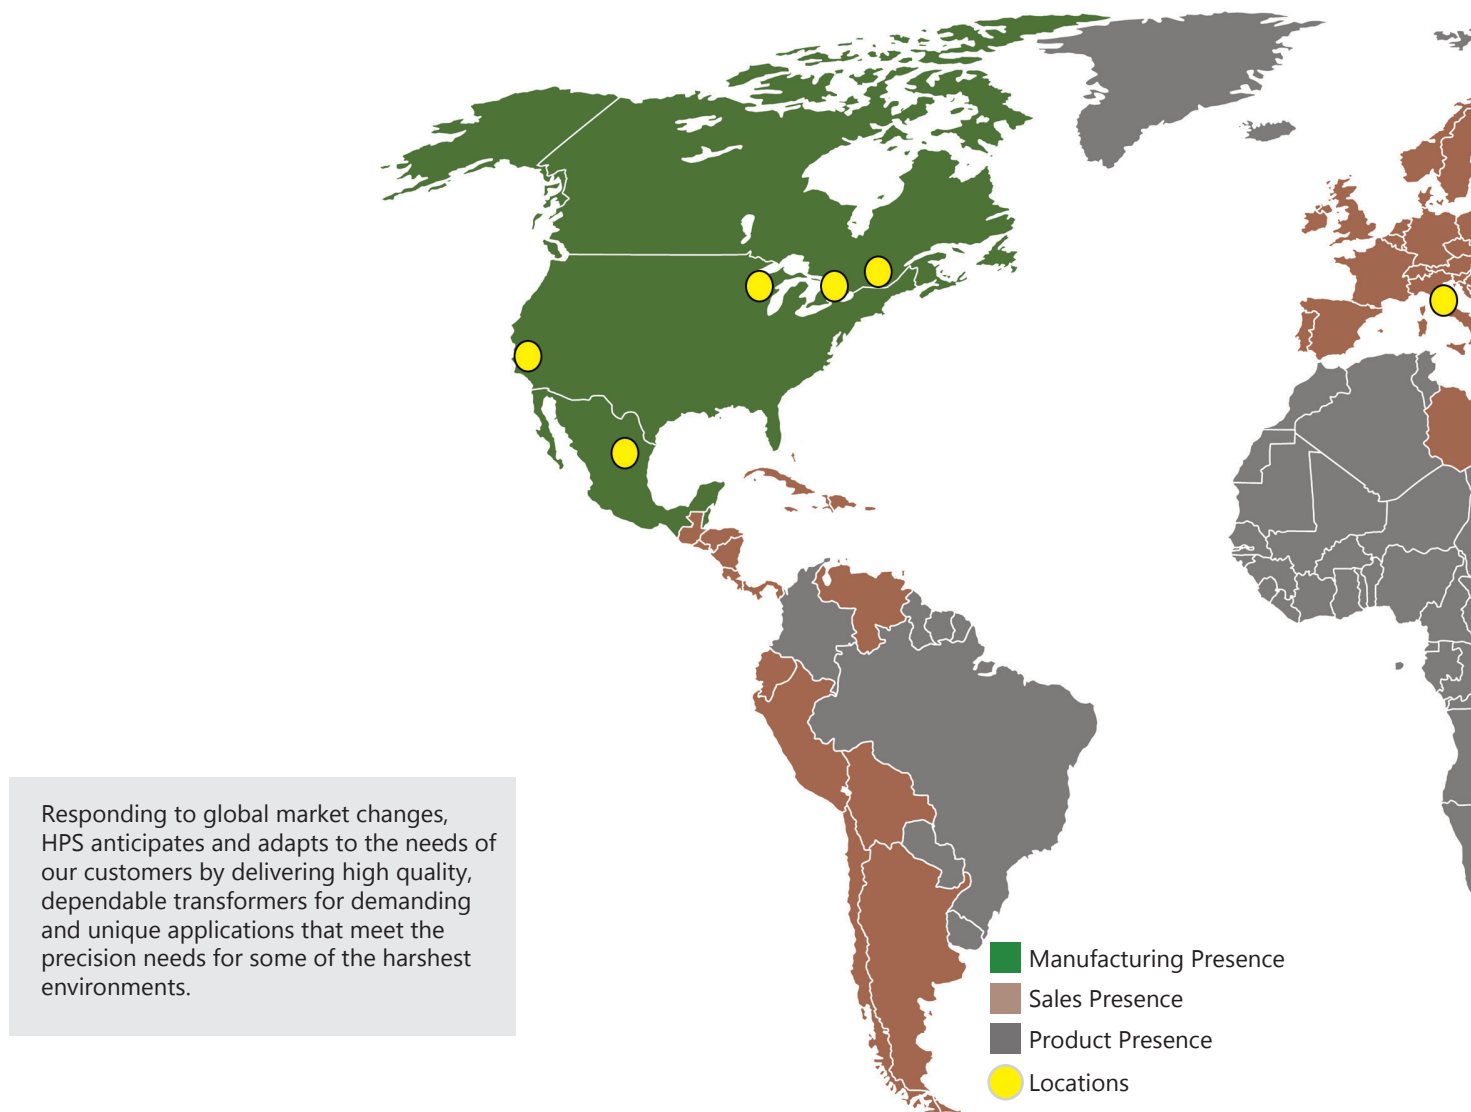 Responding to global market changes,
HPS anticipates and adapts to the needs of
our customers by delivering high quality,
dependable transformers for demanding
and unique applications that meet the
precision needs for some of the harshest
environments.
Manufacturing Presence
Sales Presence
Product Presence
Locations